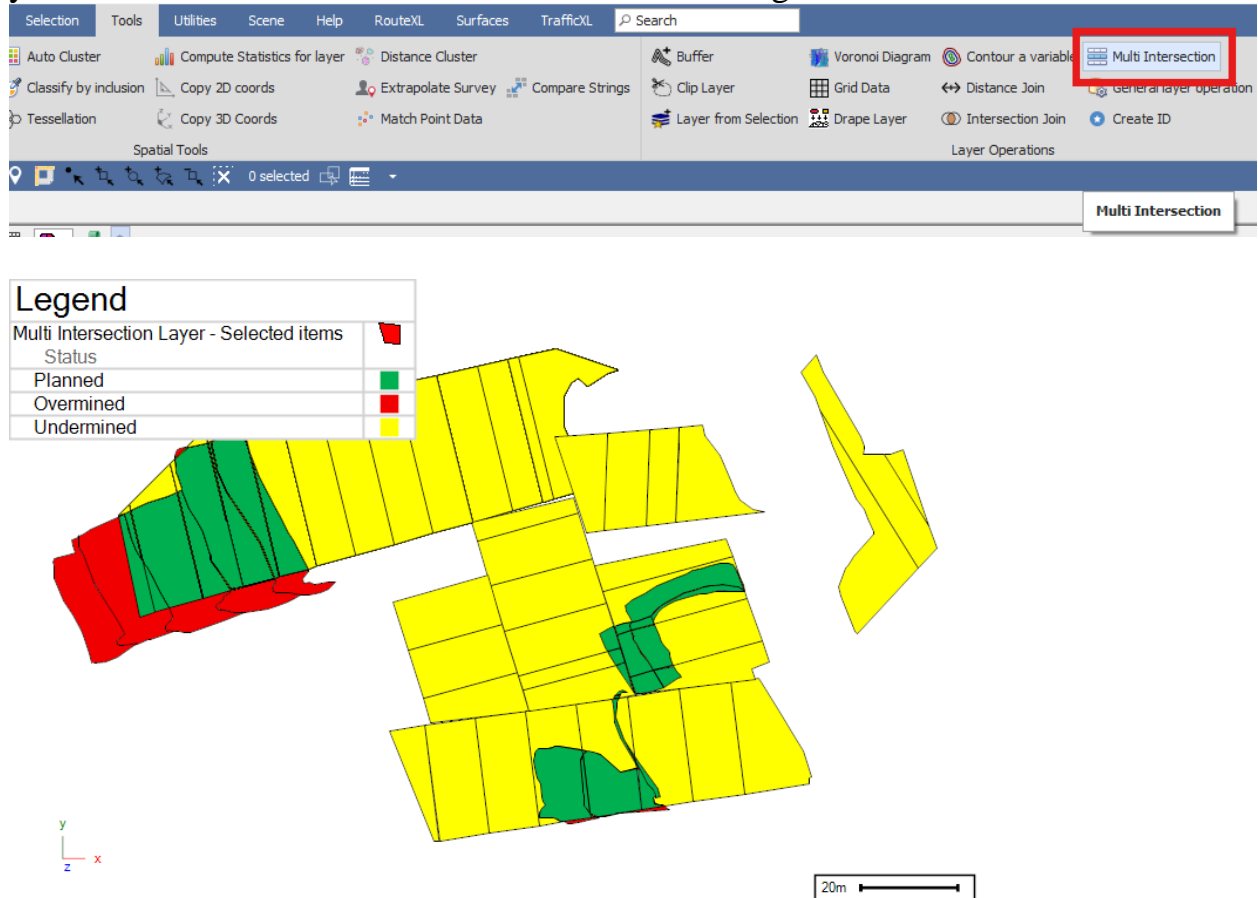 Selection Tools Utilities Scene Help RouteXL Surfaces TrafficXL Search
Auto Cluster Compute Statistics for layer Distance Cluster Buffer Voronoi Diagram Contour a variable Multi Intersection
Classify by inclusion Copy 2D coords Extrapolate Survey Compare Strings Clip Layer Grid Data Distance Join General layer operation
Tessellation Copy 3D Coords Match Point Data Layer from Selection Drape Layer Intersection Join Create ID
Spatial Tools Layer Operations
0 selected
Multi Intersection
Legend
Multi Intersection Layer - Selected items
Status
Planned
Overmined
Undermined
y
x
z
20m